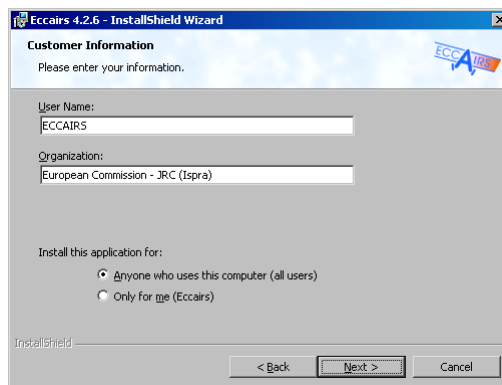 Eccairs 4.2.6 - InstallShield Wizard
Customer Information
Please enter your information.
ECCAIRS
User Name:
ECCAIRS
Organization:
European Commission - JRC (Ispra)
Install this application for:
Anyone who uses this computer (all users)
Only for me (Eccairs)
InstallShield
< Back Next > Cancel